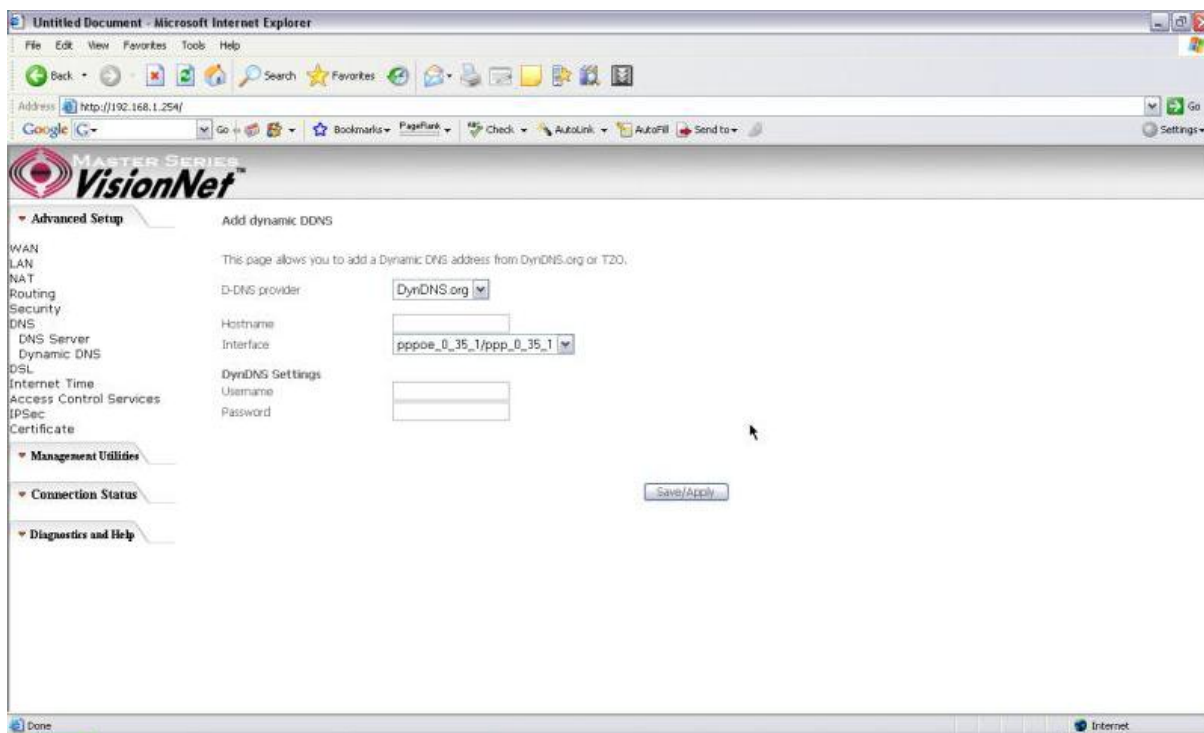 Untitled Document - Microsoft Internet Explorer
File Edit View Favorites Tools Help
Back Search Favorites
Address http://192.168.1.254/ Go
Google G Go Bookmarks PageRank Check AutoLink AutoFill Send to Settings
MASTER SERIES
VisionNet™
Advanced Setup
WAN
LAN
NAT
Routing
Security
DNS
DNS Server
Dynamic DNS
DSL
Internet Time
Access Control Services
IPSec
Certificate
Management Utilities
Connection Status
Diagnostics and Help
Add dynamic DDNS
This page allows you to add a Dynamic DNS address from DynDNS.org or TZO.
D-DNS provider DynDNS.org
Hostname
Interface pppoe_0_35_1/ppp_0_35_1
DynDNS Settings
Username
Password
Save/Apply
Done Internet